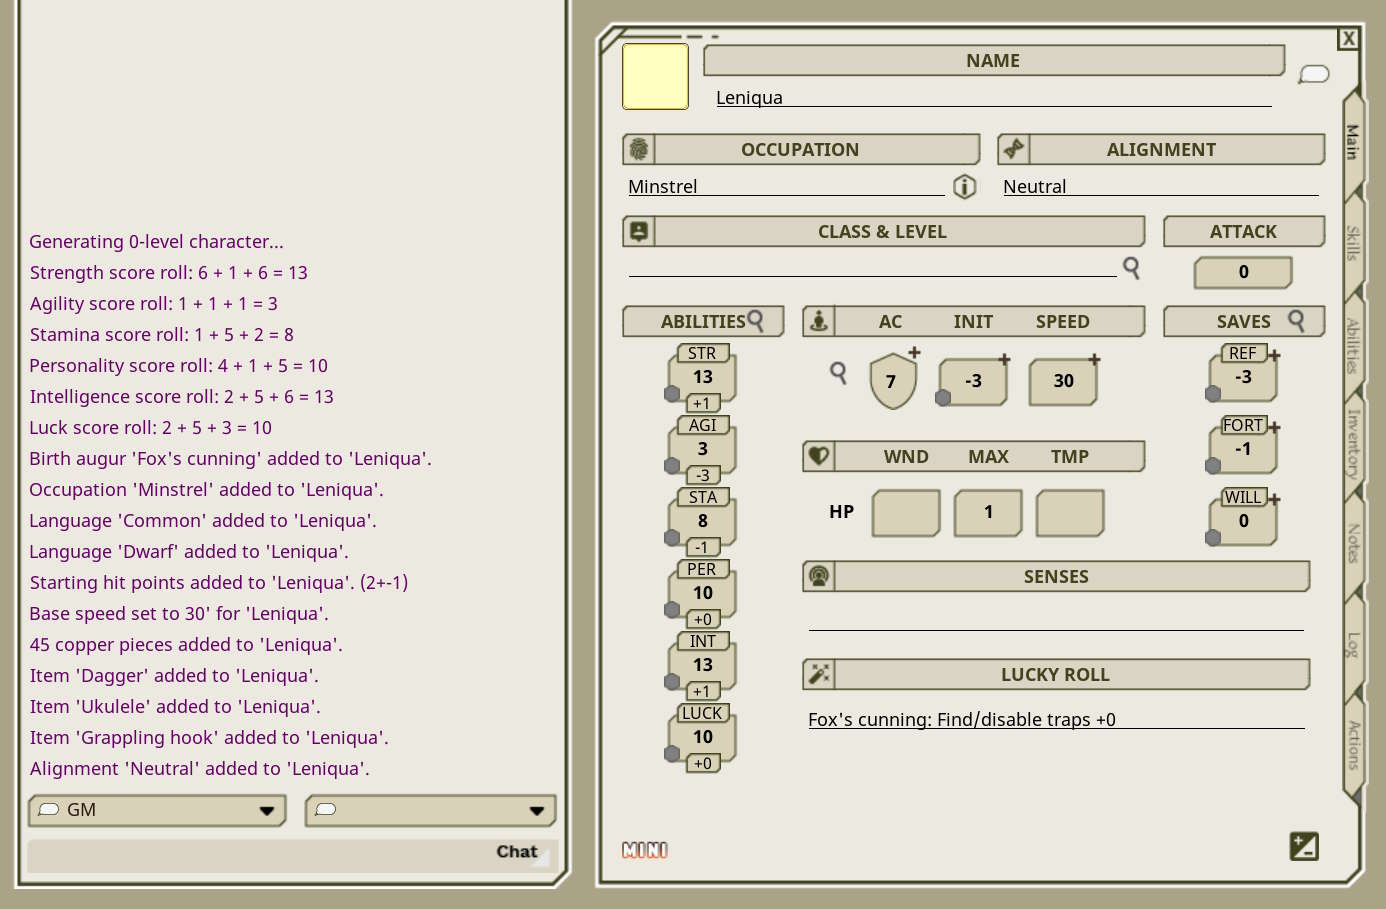 Generating 0-level character...
Strength score roll: 6 + 1 + 6 = 13
Agility score roll: 1 + 1 + 1 = 3
Stamina score roll: 1 + 5 + 2 = 8
Personality score roll: 4 + 1 + 5 = 10
Intelligence score roll: 2 + 5 + 6 = 13
Luck score roll: 2 + 5 + 3 = 10
Birth augur 'Fox's cunning' added to 'Leniqua'.
Occupation 'Minstrel' added to 'Leniqua'.
Language 'Common' added to 'Leniqua'.
Language 'Dwarf' added to 'Leniqua'.
Starting hit points added to 'Leniqua'. (2+-1)
Base speed set to 30' for 'Leniqua'.
45 copper pieces added to 'Leniqua'.
Item 'Dagger' added to 'Leniqua'.
Item 'Ukulele' added to 'Leniqua'.
Item 'Grappling hook' added to 'Leniqua'.
Alignment 'Neutral' added to 'Leniqua'.
GM
Chat
X
NAME
Leniqua
OCCUPATION
ALIGNMENT
Minstrel
Neutral
CLASS & LEVEL
ATTACK
0
ABILITIES
STR
13
+1
AGI
3
-3
STA
8
-1
PER
10
+0
INT
13
+1
LUCK
10
+0
AC INIT SPEED
7 -3 30
WND MAX TMP
HP 1
SAVES
REF
-3
FORT
-1
WILL
0
SENSES
LUCKY ROLL
Fox's cunning: Find/disable traps +0
MINI
Main
Skills
Abilities
Inventory
Notes
Log
Actions